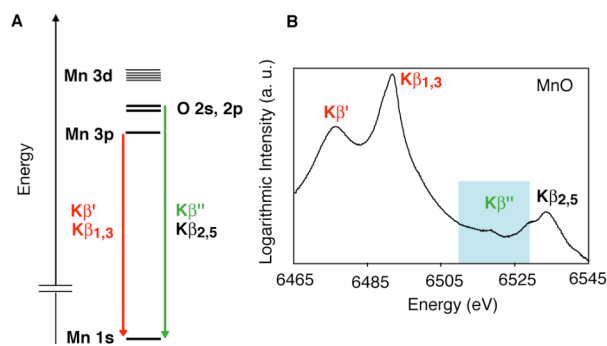 A
Energy
Mn 3d
O 2s, 2p
Mn 3p
Kβ'
Kβ1,3
Kβ"
Kβ2,5
Mn 1s
B
Logarithmic Intensity (a. u.)
Kβ1,3
MnO
Kβ'
Kβ"
Kβ2,5
6465 6485 6505 6525 6545
Energy (eV)